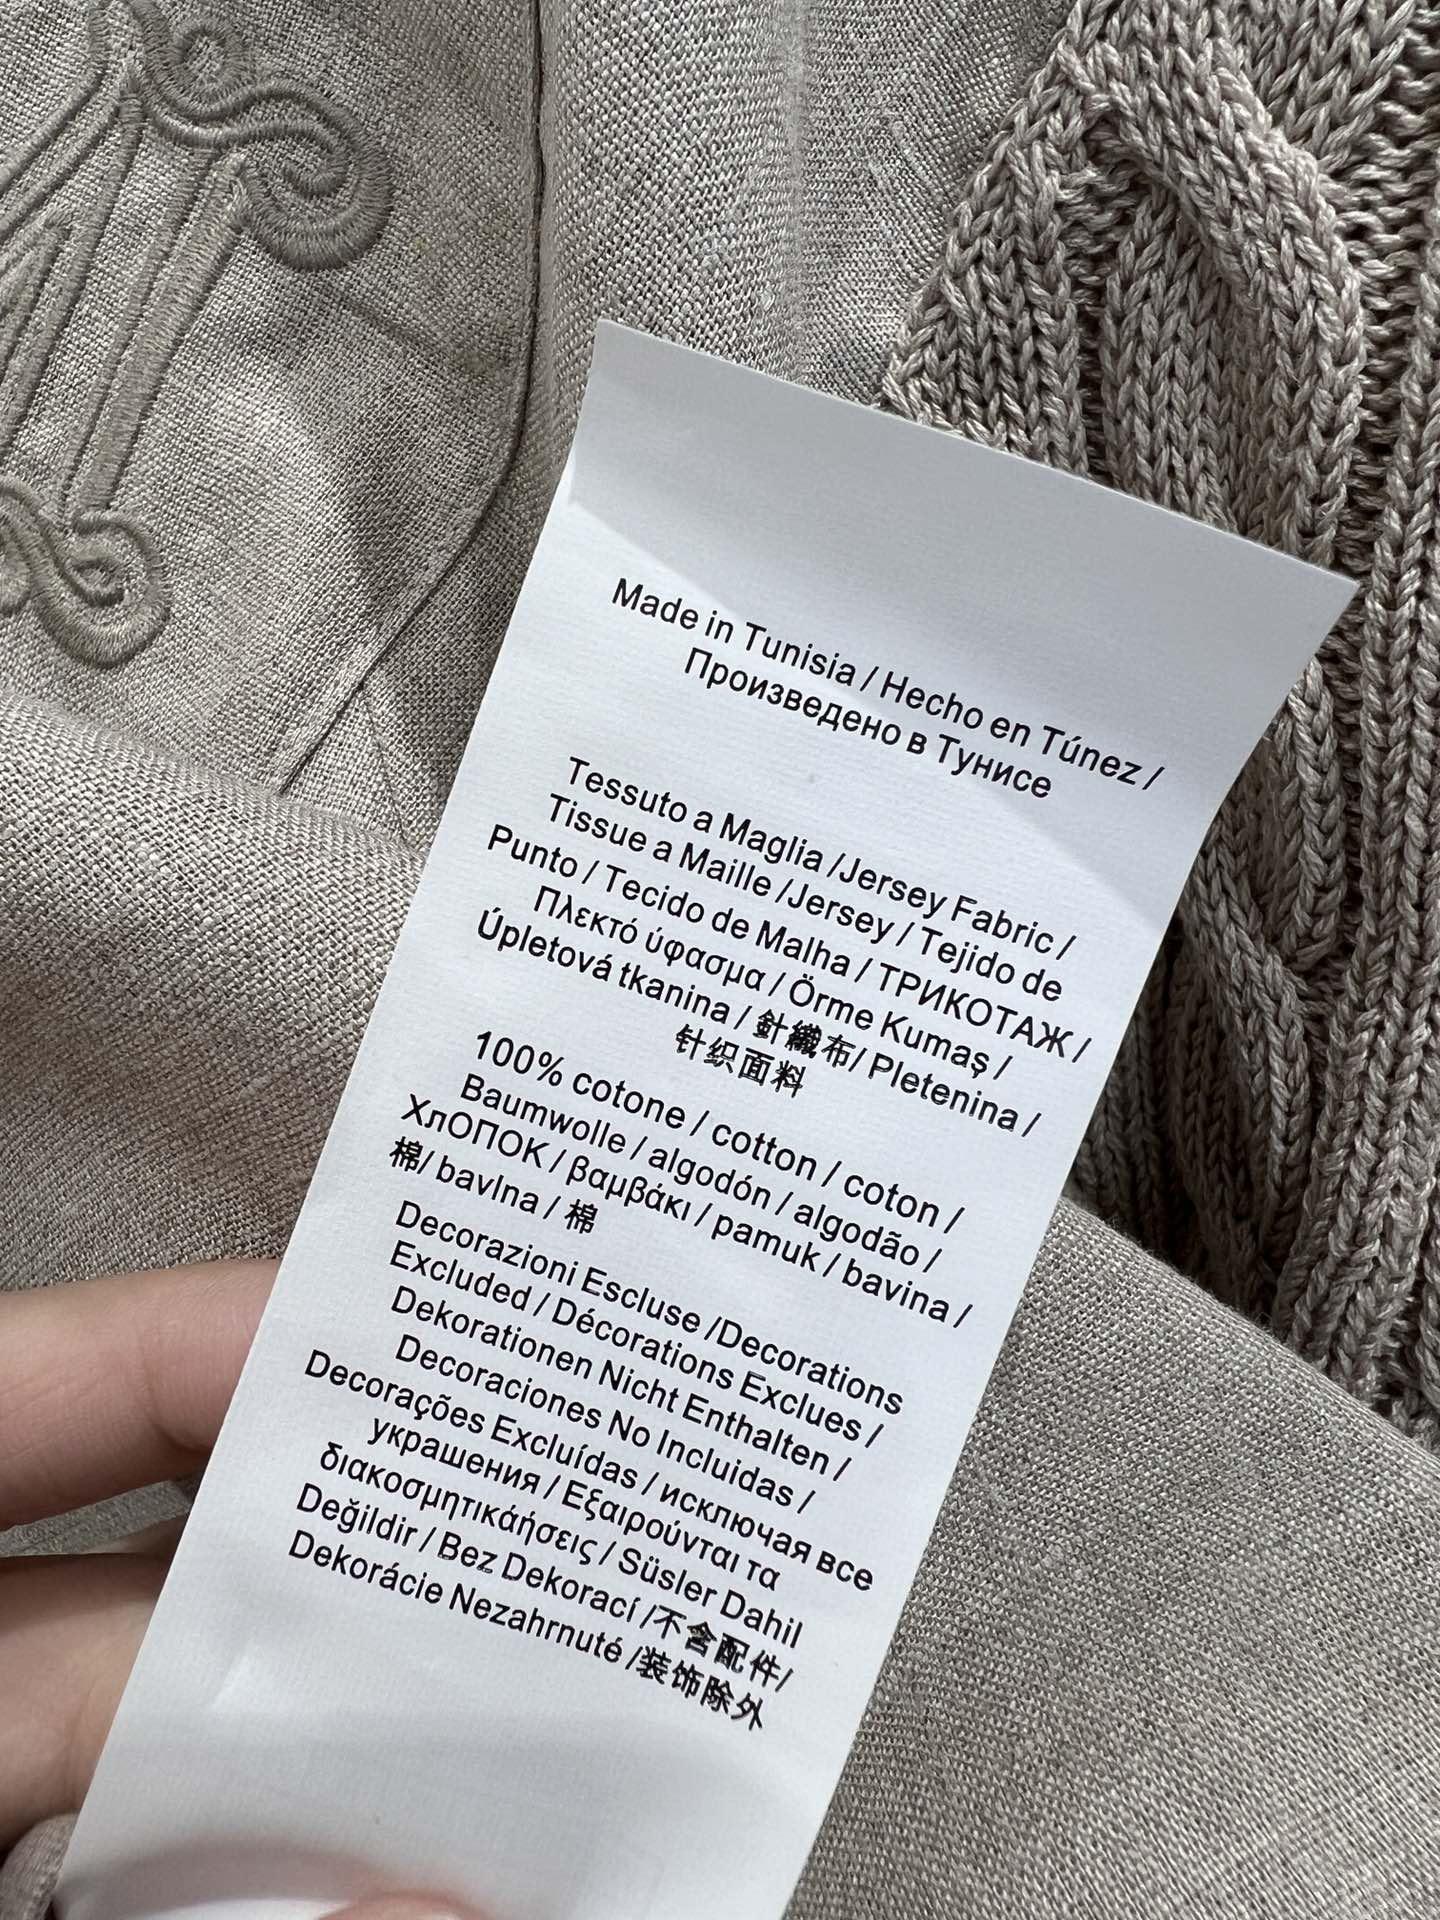 Made in Tunisia / Hecho en Túnez /
Произведено в Тунисе
Tessuto a Maglia /Jersey Fabric /
Tissue a Maille /Jersey / Tejido de
Punto / Tecido de Malha / ТРИКОТАЖ /
Πλεκτό ύφασμα / Örme Kumaş /
Úpletová tkanina / 針織布/ Pletenina /
针织面料
100% cotone / cotton / coton /
Baumwolle / algodón / algodão /
ХлОПОК / βαμβάκι / pamuk / bavina /
棉/ bavlna / 棉
Decorazioni Escluse /Decorations
Excluded / Décorations Exclues /
Dekorationen Nicht Enthalten /
Decoraciones No Incluidas /
Decorações Excluídas / исключая все
украшения / Εξαιρούνται τα
διακοσμητικάήσεις / Süsler Dahil
Değildir / Bez Dekorací /不含配件/
Dekorácie Nezahrnuté /装饰除外